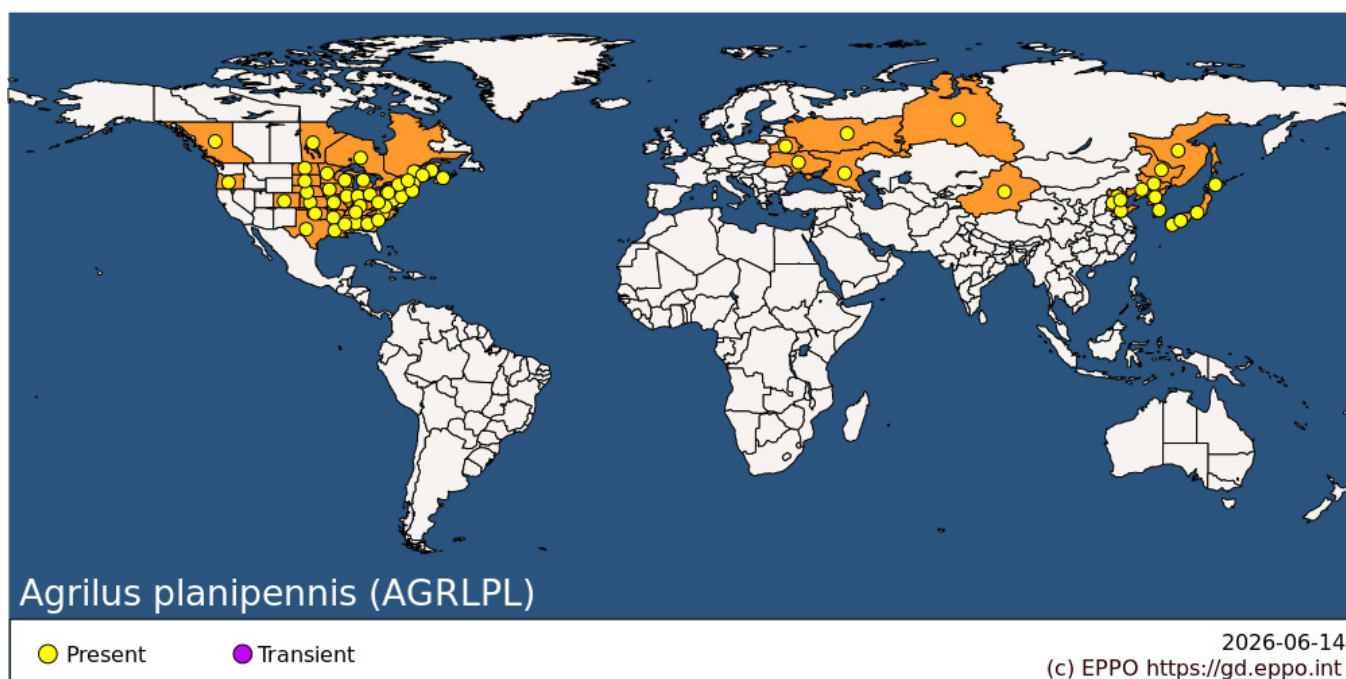 Agrilus planipennis (AGRLPL)
Present
Transient
2026-06-14
(c) EPPO https://gd.eppo.int